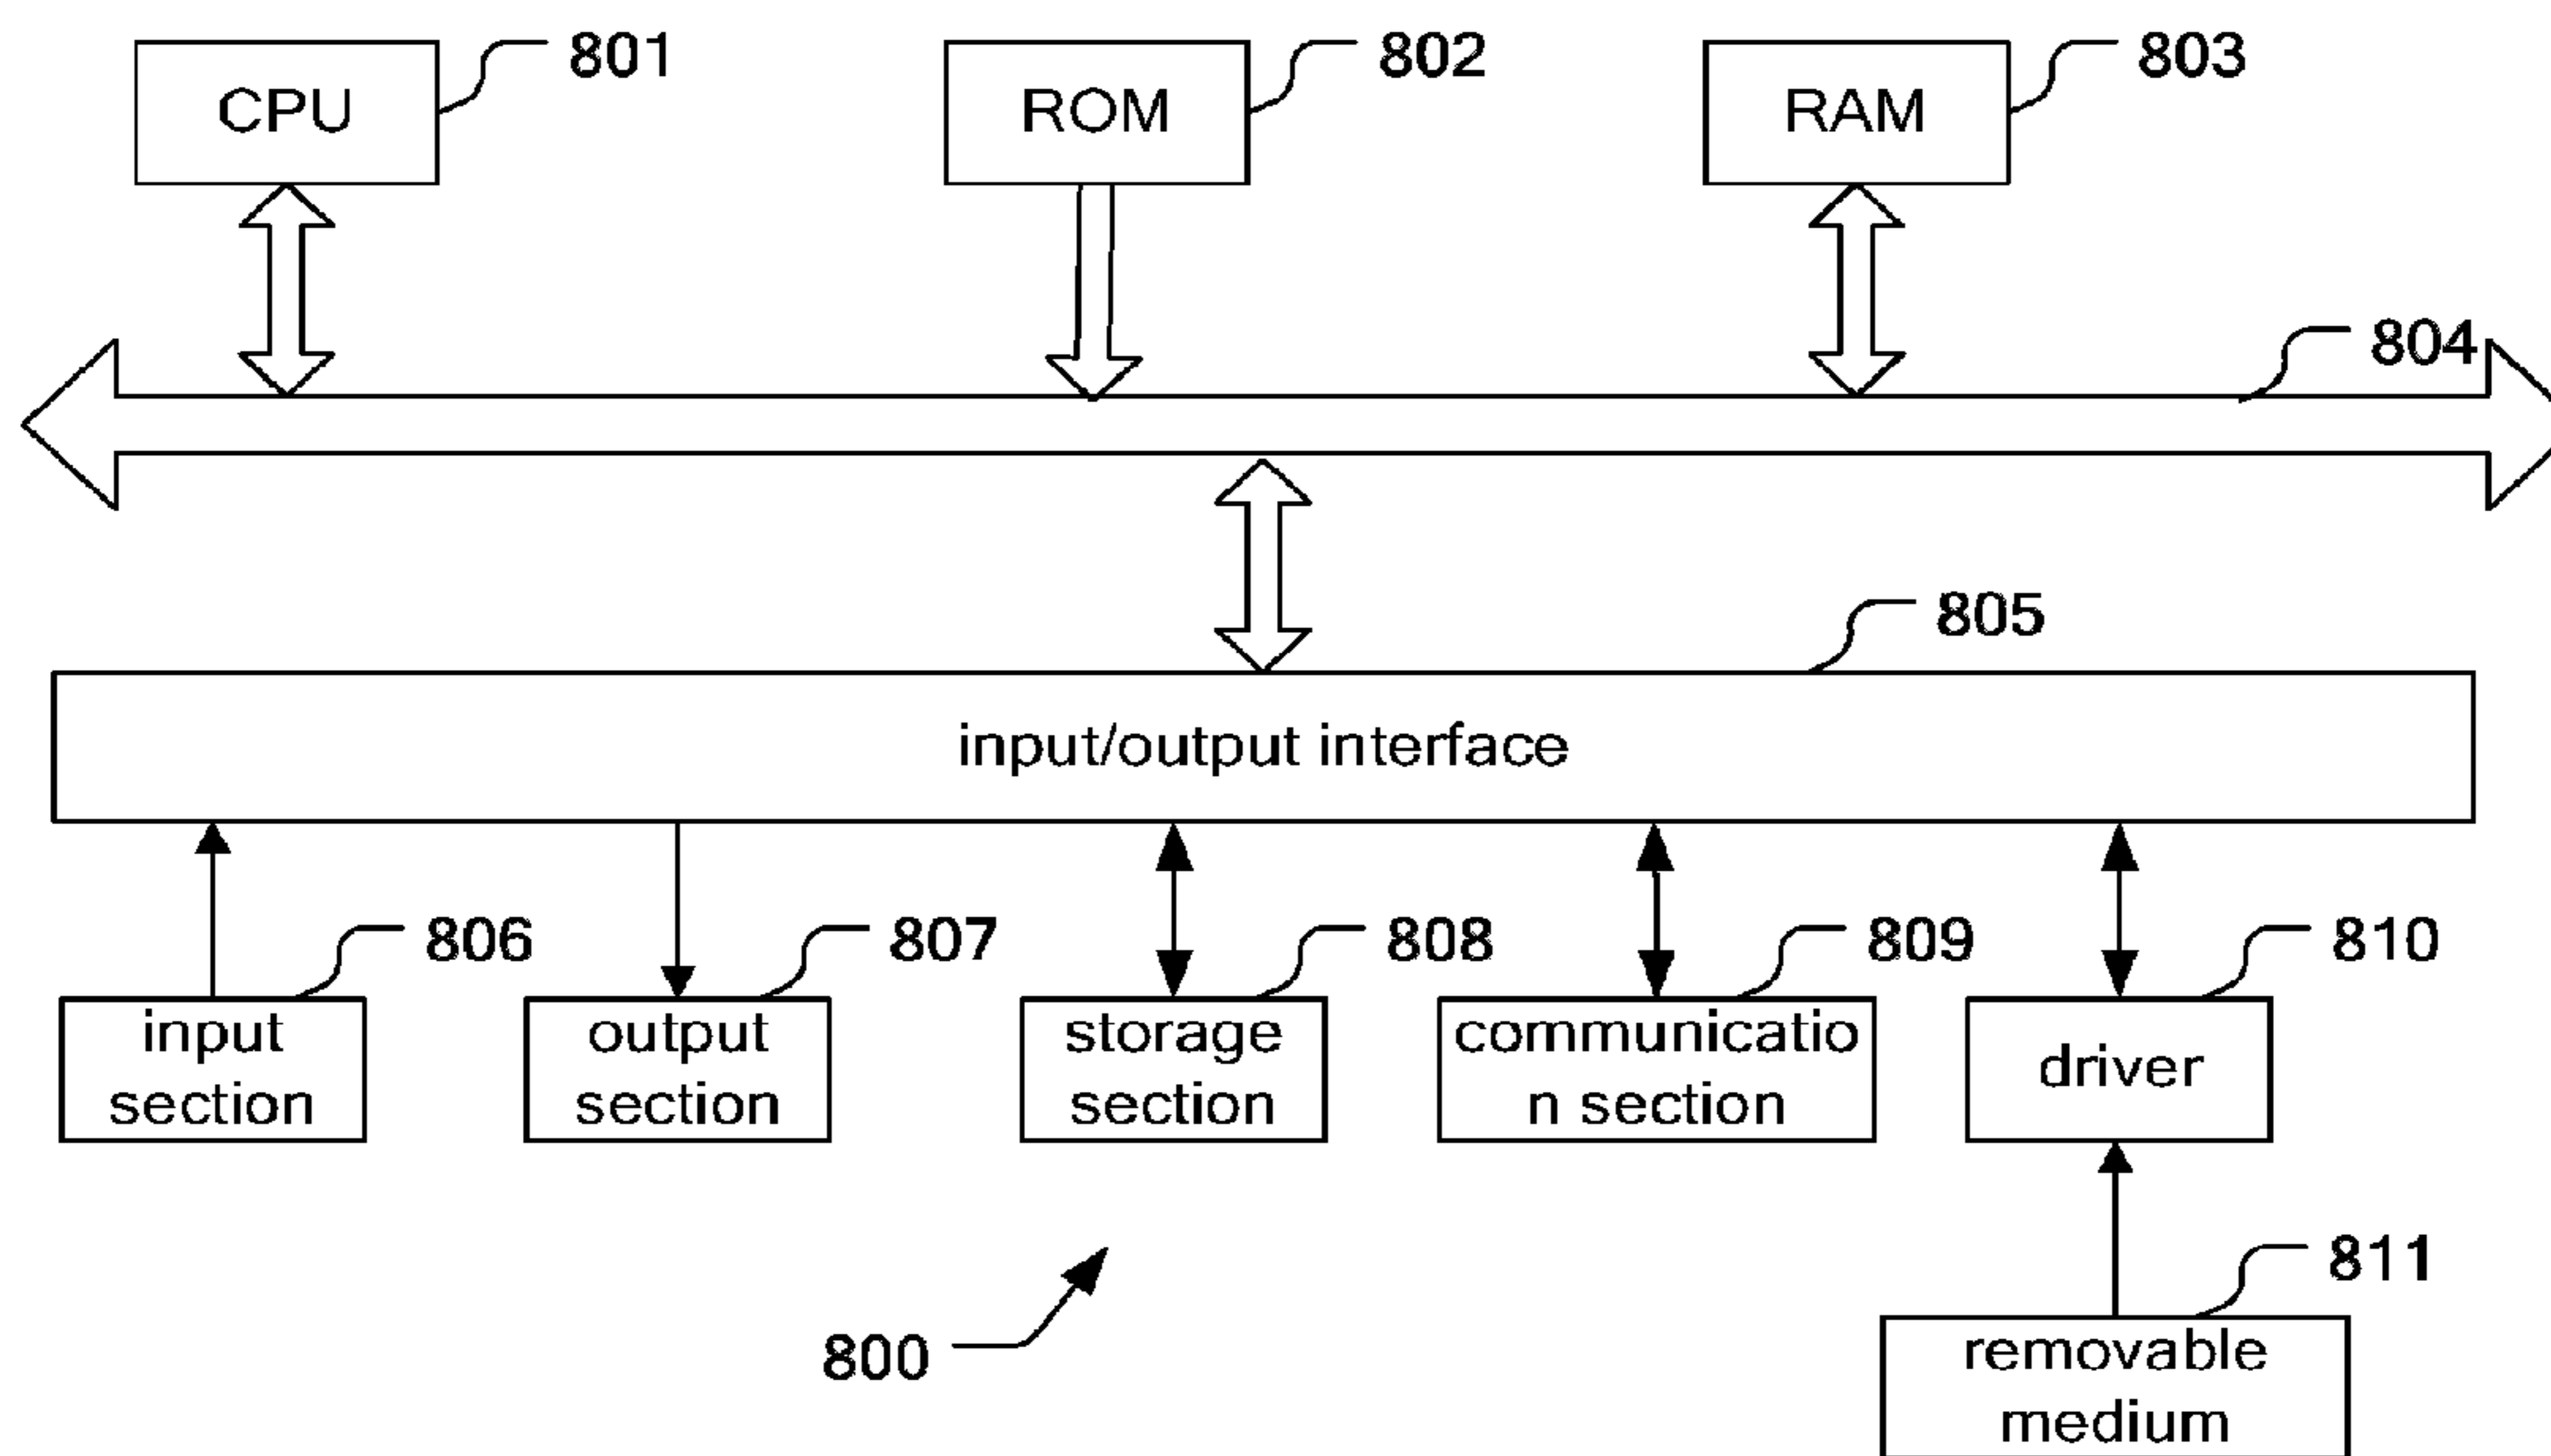 CPU
801
ROM
802
RAM
803
804
805
input/output interface
806
807
808
809
810
input
section
output
section
storage
section
communicatio
n section
driver
811
800
removable
medium